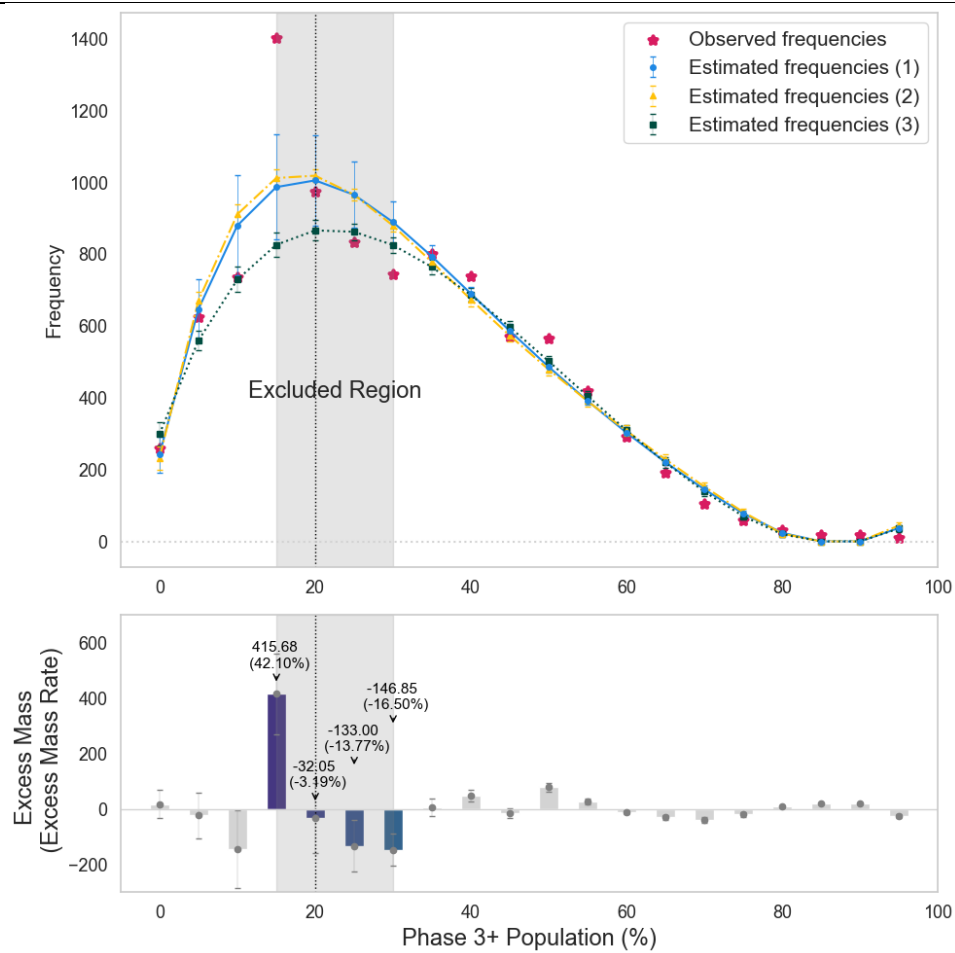 1400
1200
1000
800
600
400
200
0
Frequency
Observed frequencies
Estimated frequencies (1)
Estimated frequencies (2)
Estimated frequencies (3)
Excluded Region
0 20 40 60 80 100
600
400
200
0
−200
Excess Mass
(Excess Mass Rate)
415.68
(42.10%)
-32.05
(-3.19%)
-133.00
(-13.77%)
-146.85
(-16.50%)
0 20 40 60 80 100
Phase 3+ Population (%)